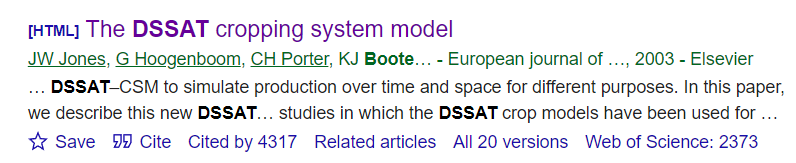 [HTML] The DSSAT cropping system model
JW Jones, G Hoogenboom, CH Porter, KJ Boote… - European journal of …, 2003 - Elsevier
… DSSAT–CSM to simulate production over time and space for different purposes. In this paper,
we describe this new DSSAT… studies in which the DSSAT crop models have been used for …
Save Cite Cited by 4317 Related articles All 20 versions Web of Science: 2373